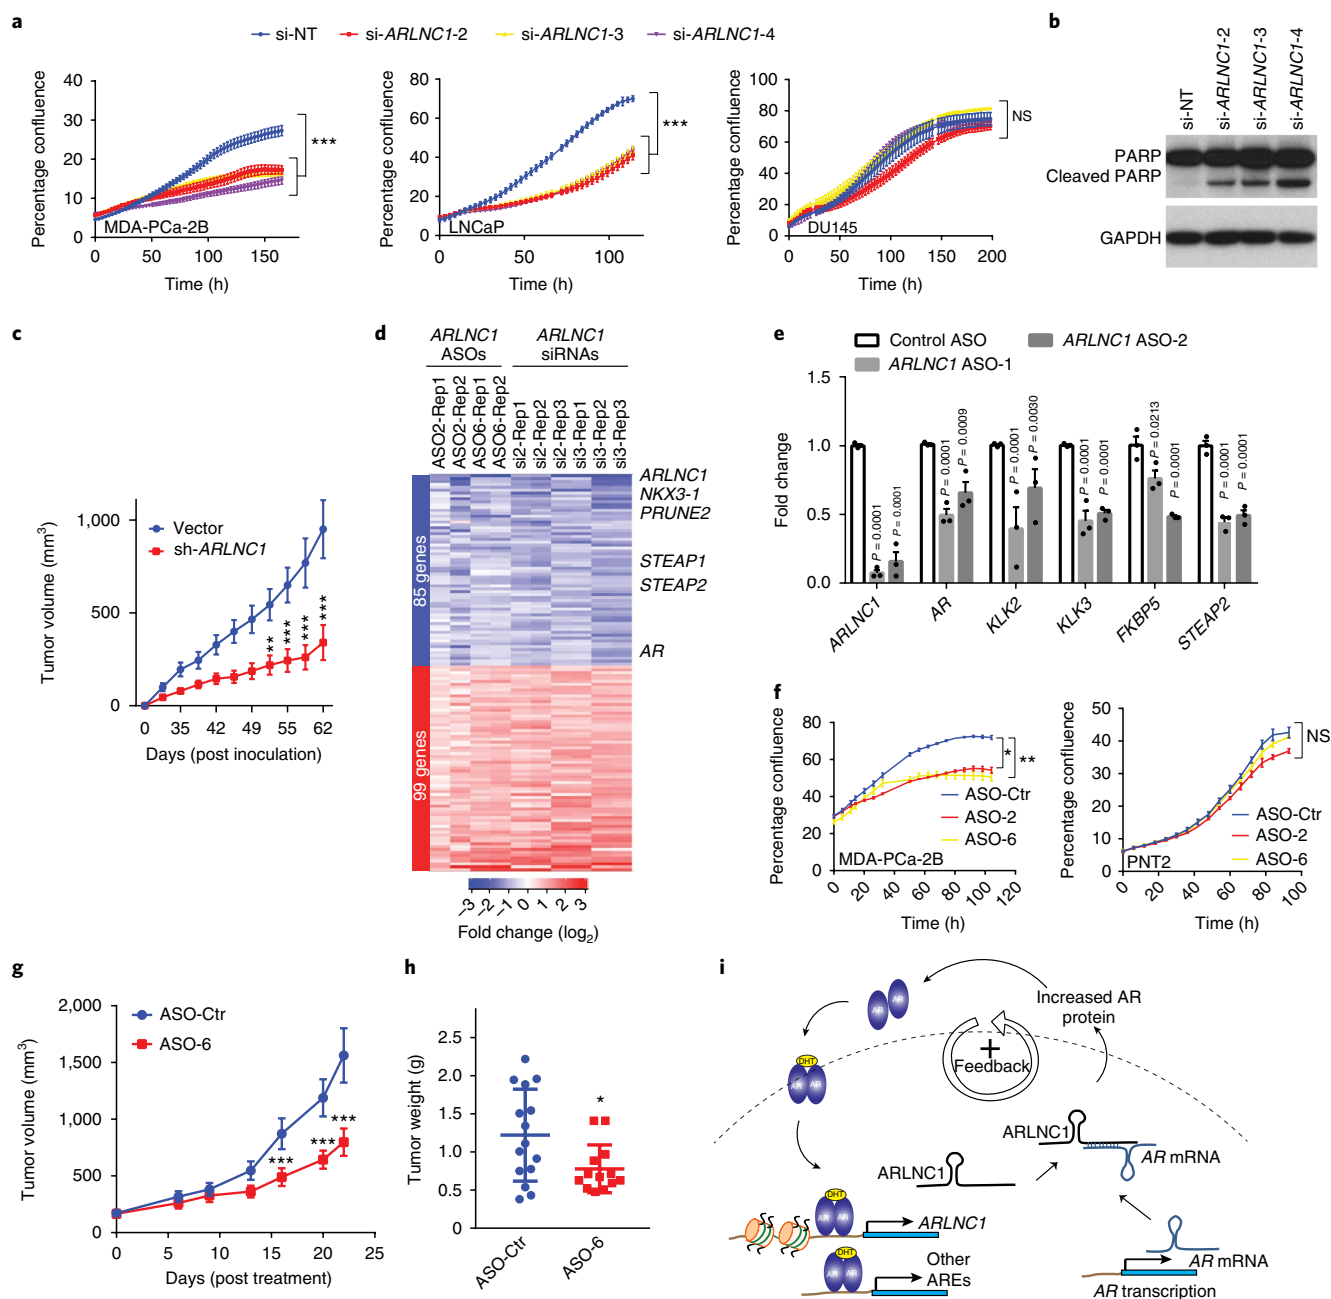 a
si-NT
si-ARLNC1-2
si-ARLNC1-3
si-ARLNC1-4
Percentage confluence
40
30
20
10
0
***
MDA-PCa-2B
0 50 100 150
Time (h)
Percentage confluence
80
60
40
20
0
***
LNCaP
0 50 100
Time (h)
Percentage confluence
100
80
60
40
20
0
NS
DU145
0 50 100 150 200
Time (h)
b
si-NT
si-ARLNC1-2
si-ARLNC1-3
si-ARLNC1-4
PARP
Cleaved PARP
GAPDH
c
Tumor volume (mm3)
1,000
500
0
Vector
sh-ARLNC1
**
***
***
***
0 35 42 49 55 62
Days (post inoculation)
d
ARLNC1
ASOs
ARLNC1
siRNAs
ASO2-Rep1
ASO2-Rep2
ASO6-Rep1
ASO6-Rep2
si2-Rep1
si2-Rep2
si2-Rep3
si3-Rep1
si3-Rep2
si3-Rep3
85 genes
99 genes
ARLNC1
NKX3-1
PRUNE2
STEAP1
STEAP2
AR
–3 –2 –1 0 1 2 3
Fold change (log2)
e
Control ASO
ARLNC1 ASO-1
ARLNC1 ASO-2
Fold change
1.5
1.0
0.5
0.0
P = 0.0001
P = 0.0001
P = 0.0001
P = 0.0009
P = 0.0001
P = 0.0030
P = 0.0001
P = 0.0001
P = 0.0213
P = 0.0001
P = 0.0001
P = 0.0001
ARLNC1
AR
KLK2
KLK3
FKBP5
STEAP2
f
Percentage confluence
80
60
40
20
0
*
**
ASO-Ctr
ASO-2
ASO-6
MDA-PCa-2B
0 20 40 60 80 100 120
Time (h)
Percentage confluence
50
40
30
20
10
0
NS
ASO-Ctr
ASO-2
ASO-6
PNT2
0 20 40 60 80 100
Time (h)
g
Tumor volume (mm3)
2,000
1,500
1,000
500
0
ASO-Ctr
ASO-6
***
***
***
0 5 10 15 20 25
Days (post treatment)
h
Tumor weight (g)
2.5
2.0
1.5
1.0
0.5
0
*
ASO-Ctr
ASO-6
i
AR AR
Increased AR
protein
+
Feedback
DHT
AR AR
ARLNC1
AR mRNA
ARLNC1
DHT
AR AR
ARLNC1
DHT
AR AR
Other
AREs
AR mRNA
AR transcription